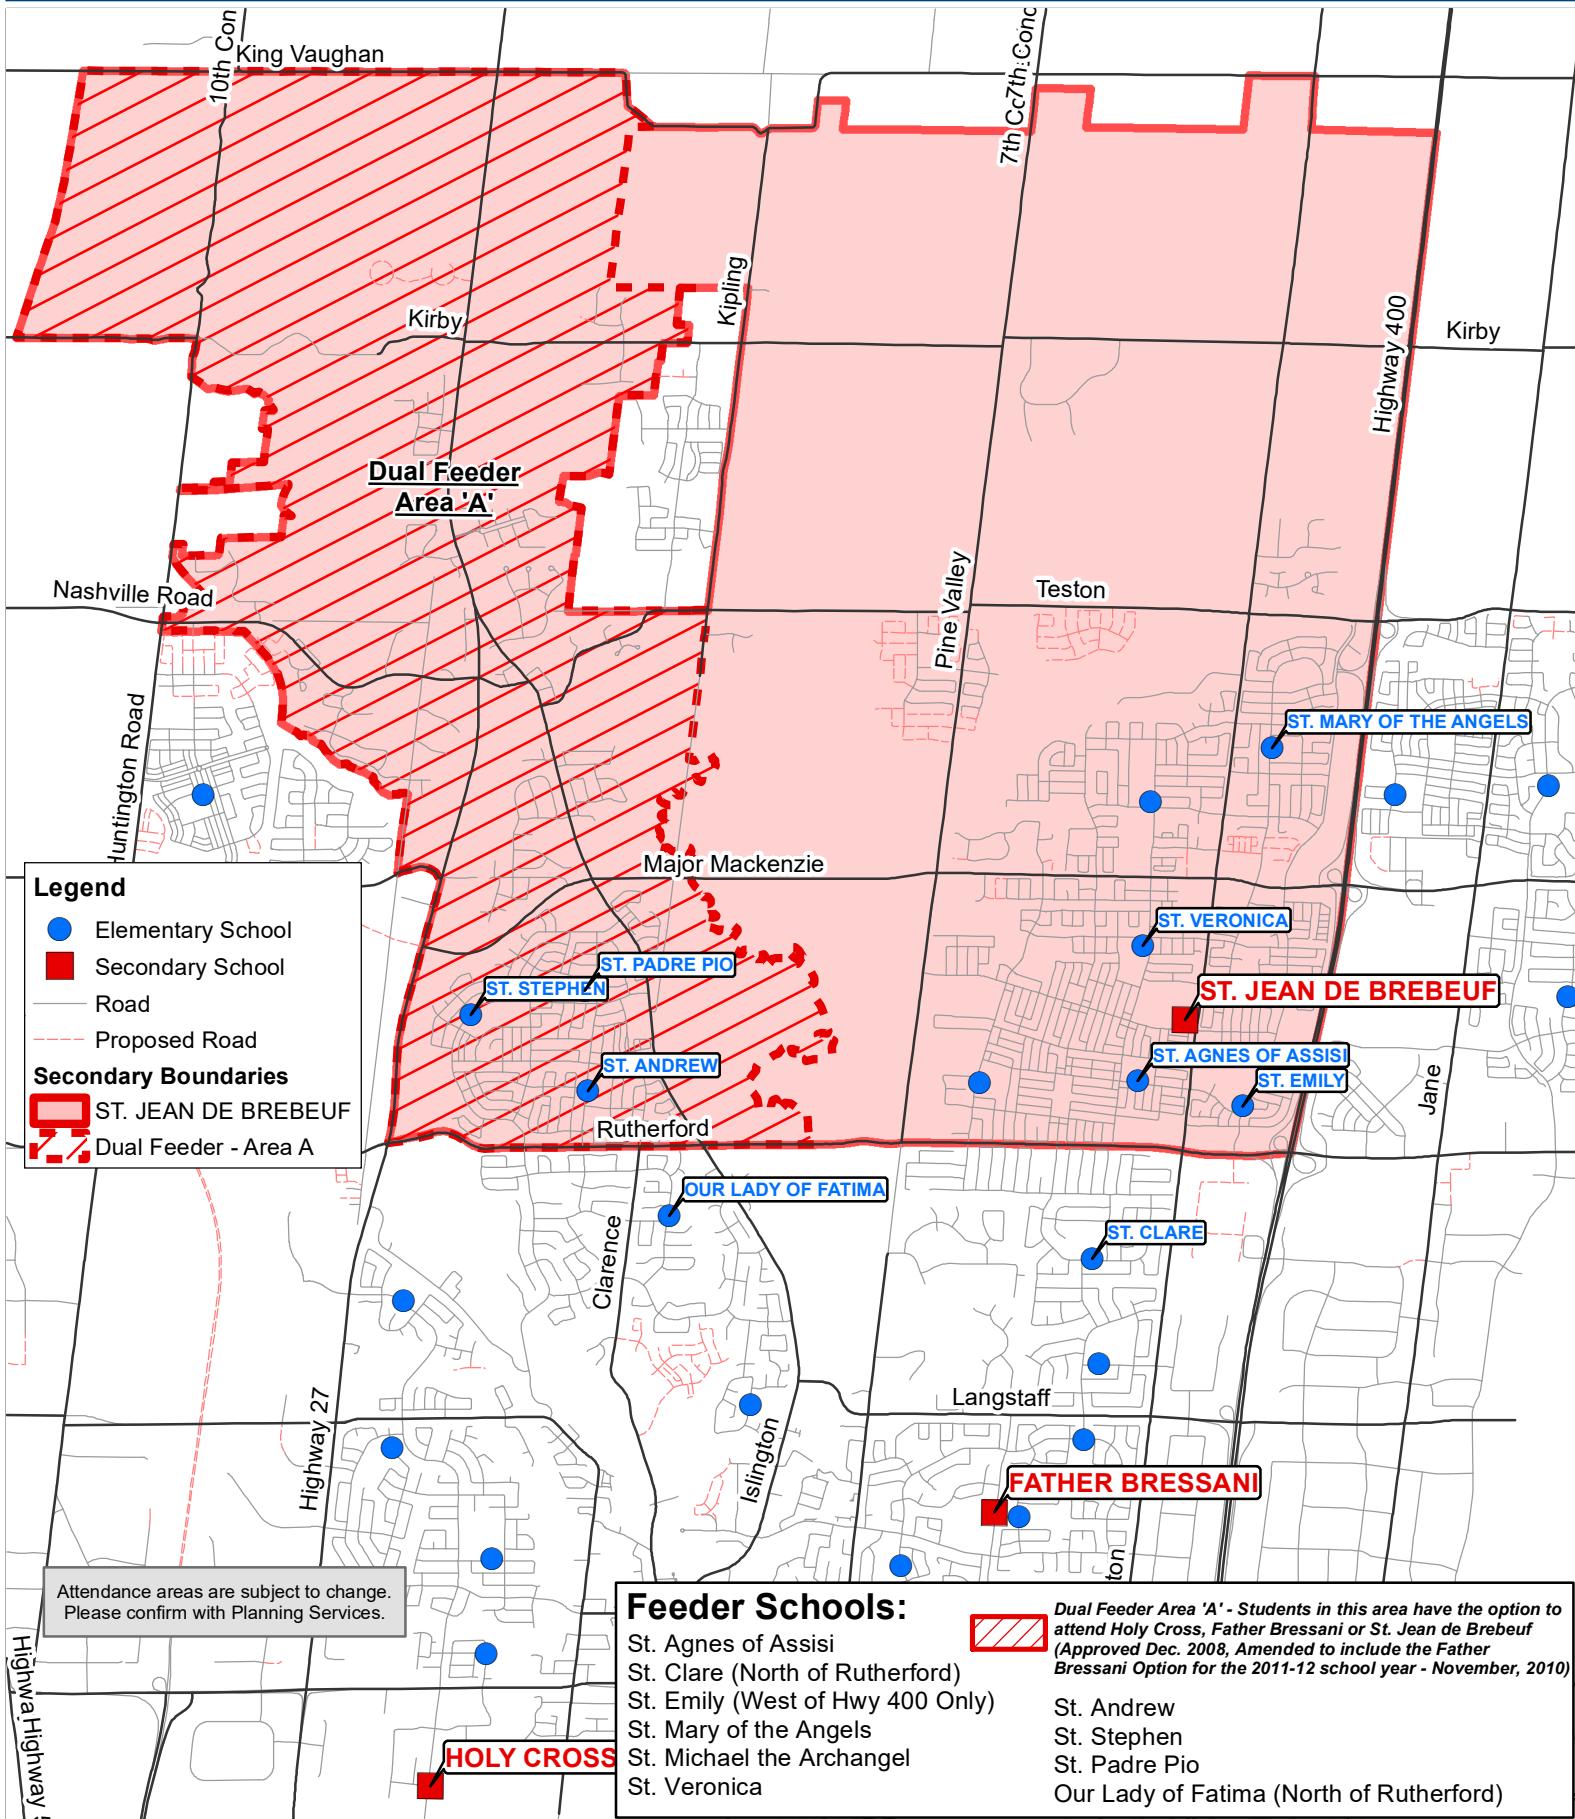 10th Con
King Vaughan
7th Conc
7th Cc
Kipling
Kirby
Highway 400
Kirby
Dual Feeder
Area 'A'
Nashville Road
Pine Valley
Teston
Huntington Road
ST. MARY OF THE ANGELS
Major Mackenzie
Legend
Elementary School
Secondary School
Road
Proposed Road
Secondary Boundaries
ST. JEAN DE BREBEUF
Dual Feeder - Area A
ST. VERONICA
ST. PADRE PIO
ST. STEPHEN
ST. JEAN DE BREBEUF
ST. AGNES OF ASSISI
ST. ANDREW
ST. EMILY
Jane
Rutherford
OUR LADY OF FATIMA
ST. CLARE
Clarence
Highway 27
Langstaff
Islington
FATHER BRESSANI
ton
Attendance areas are subject to change.
Please confirm with Planning Services.
Highwa
Highway
HOLY CROSS
Feeder Schools:
St. Agnes of Assisi
St. Clare (North of Rutherford)
St. Emily (West of Hwy 400 Only)
St. Mary of the Angels
St. Michael the Archangel
St. Veronica
Dual Feeder Area 'A' - Students in this area have the option to
attend Holy Cross, Father Bressani or St. Jean de Brebeuf
(Approved Dec. 2008, Amended to include the Father
Bressani Option for the 2011-12 school year - November, 2010)
St. Andrew
St. Stephen
St. Padre Pio
Our Lady of Fatima (North of Rutherford)